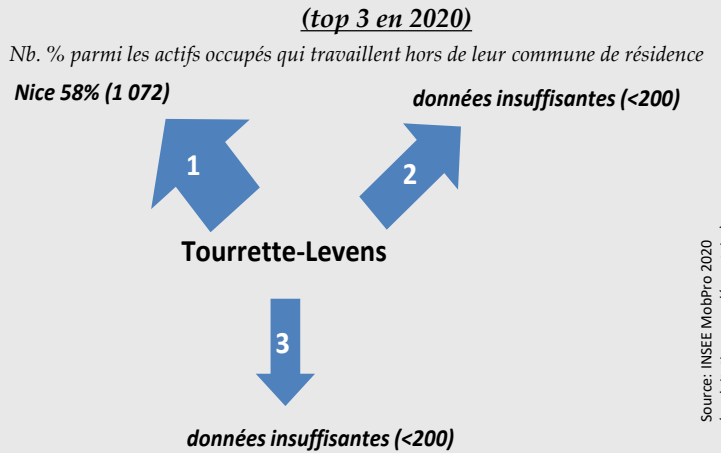 (top 3 en 2020)
Nb. % parmi les actifs occupés qui travaillent hors de leur commune de résidence
Nice 58% (1 072)
données insuffisantes (<200)
1
2
Tourrette-Levens
3
données insuffisantes (<200)
Source: INSEE MobPro 2020